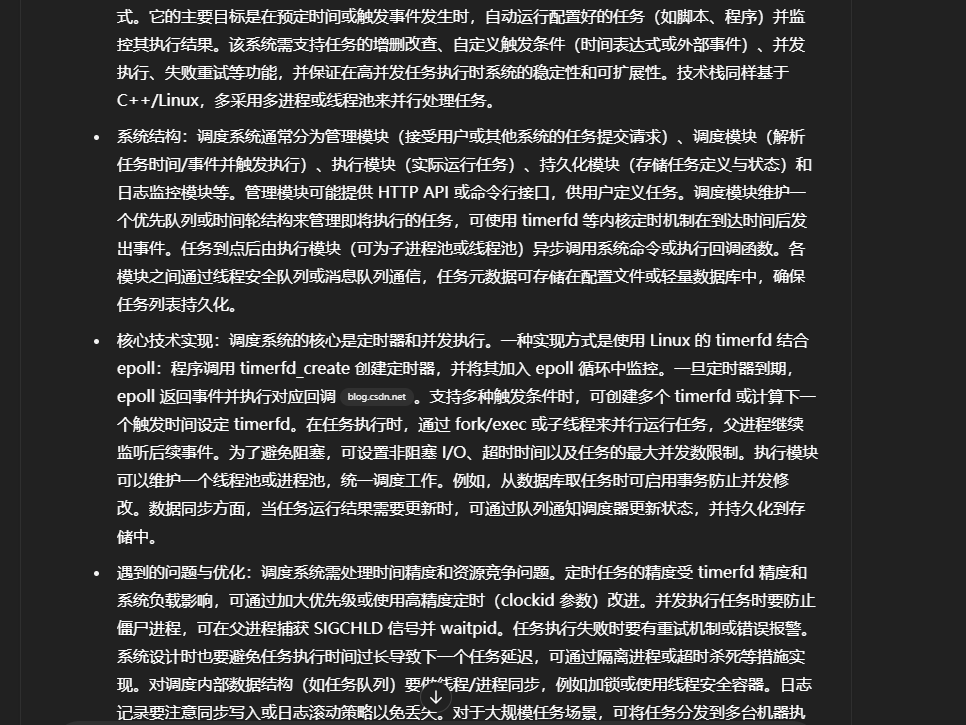 式。它的主要目标是在预定时间或触发事件发生时，自动运行配置好的任务（如脚本、程序）并监
控其执行结果。该系统需支持任务的增删改查、自定义触发条件（时间表达式或外部事件）、并发
执行、失败重试等功能，并保证在高并发任务执行时系统的稳定性和可扩展性。技术栈同样基于
C++/Linux，多采用多进程或线程池来并行处理任务。
• 系统结构：调度系统通常分为管理模块（接受用户或其他系统的任务提交请求）、调度模块（解析
任务时间/事件并触发执行）、执行模块（实际运行任务）、持久化模块（存储任务定义与状态）和
日志监控模块等。管理模块可能提供 HTTP API 或命令行接口，供用户定义任务。调度模块维护一
个优先队列或时间轮结构来管理即将执行的任务，可使用 timerfd 等内核定时机制在到达时间后发
出事件。任务到点后由执行模块（可为子进程池或线程池）异步调用系统命令或执行回调函数。各
模块之间通过线程安全队列或消息队列通信，任务元数据可存储在配置文件或轻量数据库中，确保
任务列表持久化。
• 核心技术实现：调度系统的核心是定时器和并发执行。一种实现方式是使用 Linux 的 timerfd 结合
epoll：程序调用 timerfd_create 创建定时器，并将其加入 epoll 循环中监控。一旦定时器到期，
epoll 返回事件并执行对应回调 blog.csdn.net 。支持多种触发条件时，可创建多个 timerfd 或计算下一
个触发时间设定 timerfd。在任务执行时，通过 fork/exec 或子线程来并行运行任务，父进程继续
监听后续事件。为了避免阻塞，可设置非阻塞 I/O、超时时间以及任务的最大并发数限制。执行模块
可以维护一个线程池或进程池，统一调度工作。例如，从数据库取任务时可启用事务防止并发修
改。数据同步方面，当任务运行结果需要更新时，可通过队列通知调度器更新状态，并持久化到存
储中。
• 遇到的问题与优化：调度系统需处理时间精度和资源竞争问题。定时任务的精度受 timerfd 精度和
系统负载影响，可通过加大优先级或使用高精度定时（clockid 参数）改进。并发执行任务时要防止
僵尸进程，可在父进程捕获 SIGCHLD 信号并 waitpid。任务执行失败时要有重试机制或错误报警。
系统设计时也要避免任务执行时间过长导致下一个任务延迟，可通过隔离进程或超时杀死等措施实
现。对调度内部数据结构（如任务队列）要做线程/进程同步，例如加锁或使用线程安全容器。日志
记录要注意同步写入或日志滚动策略以免丢失。对于大规模任务场景，可将任务分发到多台机器执